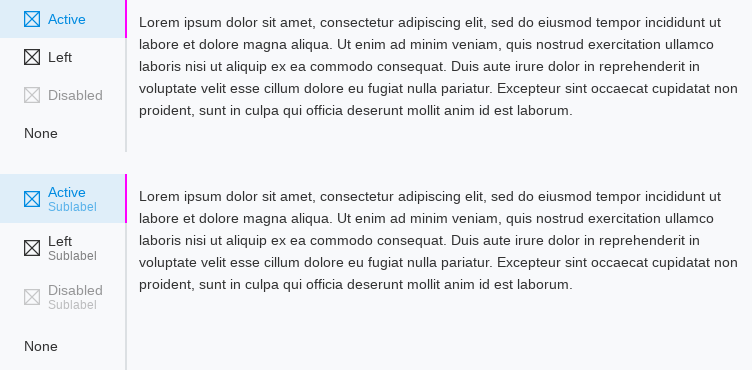 Active
Left
Disabled
None
Lorem ipsum dolor sit amet, consectetur adipiscing elit, sed do eiusmod tempor incididunt ut
labore et dolore magna aliqua. Ut enim ad minim veniam, quis nostrud exercitation ullamco
laboris nisi ut aliquip ex ea commodo consequat. Duis aute irure dolor in reprehenderit in
voluptate velit esse cillum dolore eu fugiat nulla pariatur. Excepteur sint occaecat cupidatat non
proident, sunt in culpa qui officia deserunt mollit anim id est laborum.
Active
Sublabel
Left
Sublabel
Disabled
Sublabel
None
Lorem ipsum dolor sit amet, consectetur adipiscing elit, sed do eiusmod tempor incididunt ut
labore et dolore magna aliqua. Ut enim ad minim veniam, quis nostrud exercitation ullamco
laboris nisi ut aliquip ex ea commodo consequat. Duis aute irure dolor in reprehenderit in
voluptate velit esse cillum dolore eu fugiat nulla pariatur. Excepteur sint occaecat cupidatat non
proident, sunt in culpa qui officia deserunt mollit anim id est laborum.